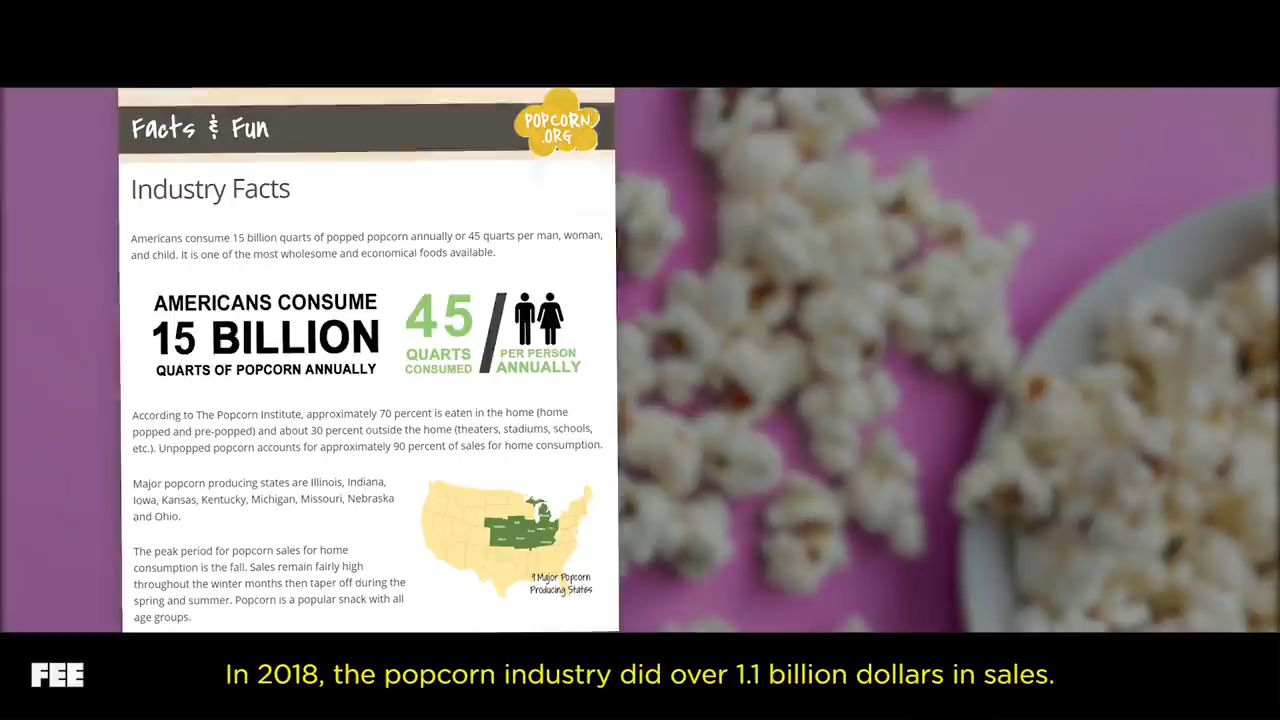 Facts & Fun
POPCORN
.ORG
Industry Facts
Americans consume 15 billion quarts of popped popcorn annually or 45 quarts per man, woman,
and child. It is one of the most wholesome and economical foods available.
AMERICANS CONSUME
15 BILLION
QUARTS OF POPCORN ANNUALLY
45
QUARTS
CONSUMED
PER PERSON
ANNUALLY
According to The Popcorn Institute, approximately 70 percent is eaten in the home (home
popped and pre-popped) and about 30 percent outside the home (theaters, stadiums, schools,
etc.). Unpopped popcorn accounts for approximately 90 percent of sales for home consumption.
Major popcorn producing states are Illinois, Indiana,
Iowa, Kansas, Kentucky, Michigan, Missouri, Nebraska
and Ohio.
The peak period for popcorn sales for home
consumption is the fall. Sales remain fairly high
throughout the winter months then taper off during the
spring and summer. Popcorn is a popular snack with all
age groups.
9 Major Popcorn
Producing States
FEE
In 2018, the popcorn industry did over 1.1 billion dollars in sales.